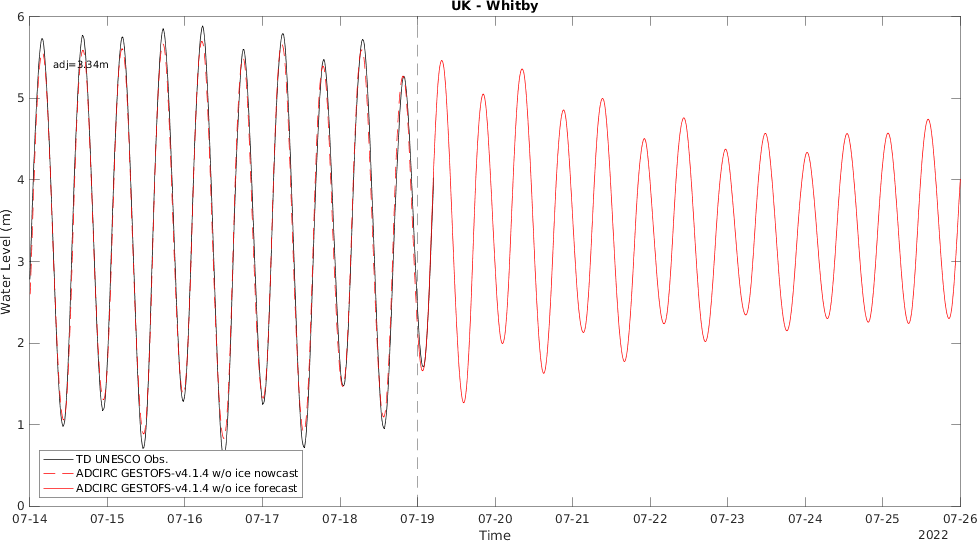 UK - Whitby
6
5
4
3
2
1
0
Water Level (m)
adj=3.34m
TD UNESCO Obs.
ADCIRC GESTOFS-v4.1.4 w/o ice nowcast
ADCIRC GESTOFS-v4.1.4 w/o ice forecast
07-14 07-15 07-16 07-17 07-18 07-19 07-20 07-21 07-22 07-23 07-24 07-25 07-26
Time
2022